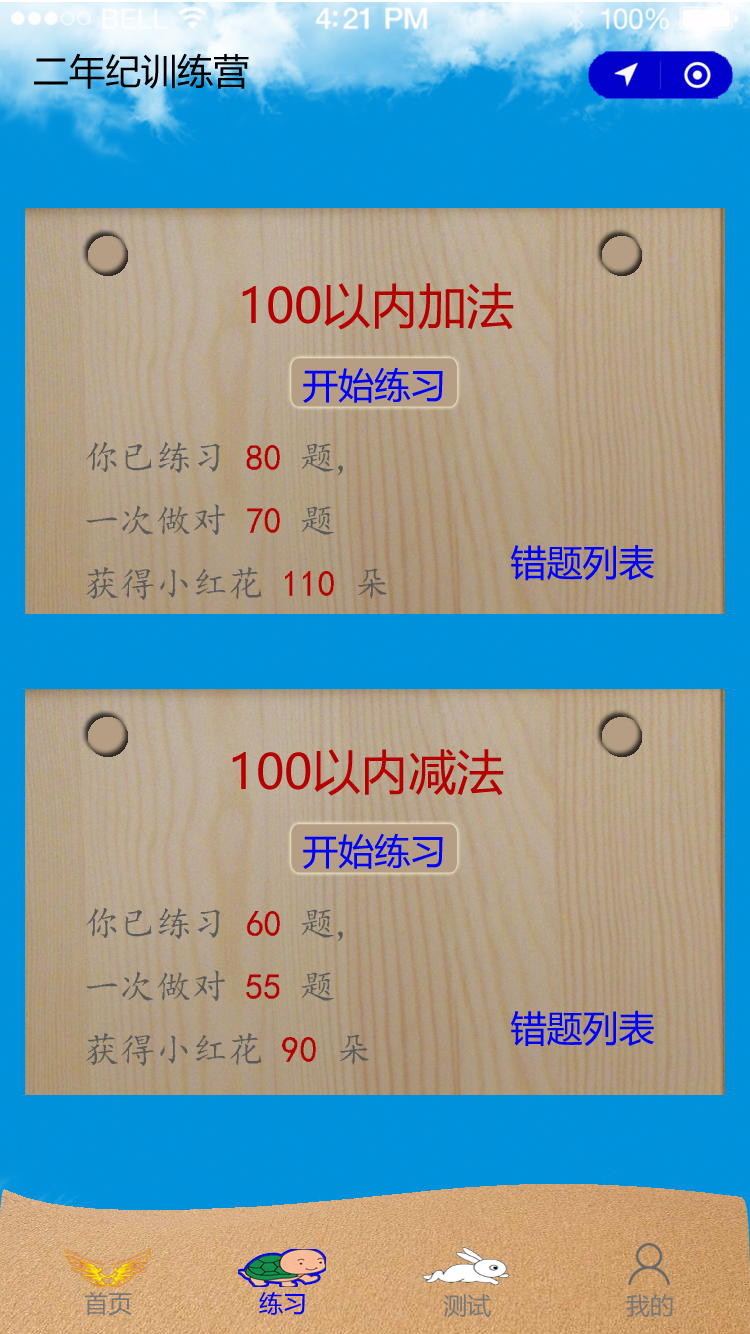 BELL 4:21 PM 100%
二年纪训练营
100以内加法
开始练习
你已练习 80 题,
一次做对 70 题
获得小红花 110 朵
错题列表
100以内减法
开始练习
你已练习 60 题,
一次做对 55 题
获得小红花 90 朵
错题列表
首页 练习 测试 我的